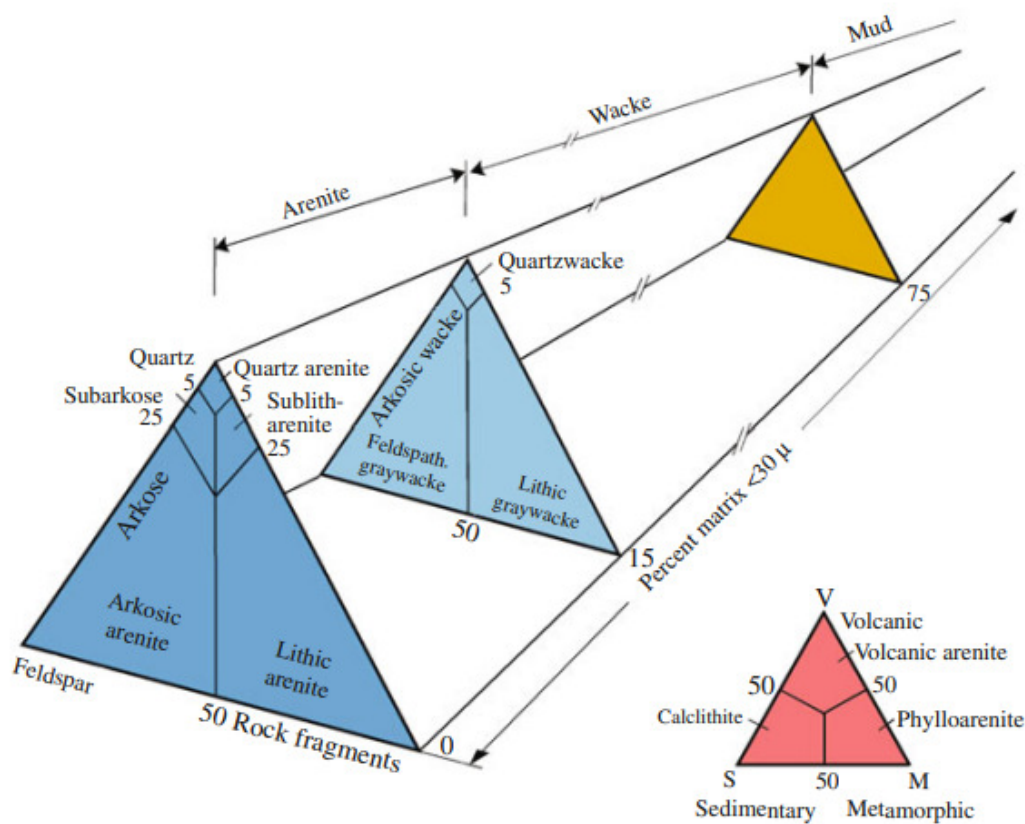 Mud
Wacke
Arenite
Quartzwacke
5
Arkosic wacke
75
Quartz
Quartz arenite
5
5
Subarkose
Sublith-
arenite
25
25
Feldspath.
graywacke
Lithic
graywacke
Arkose
50
15
Percent matrix <30 μ
Arkosic
arenite
Lithic
arenite
Feldspar
50 Rock fragments
0
V
Volcanic
Volcanic arenite
50
50
Calclithite
Phylloarenite
S
50
M
Sedimentary
Metamorphic